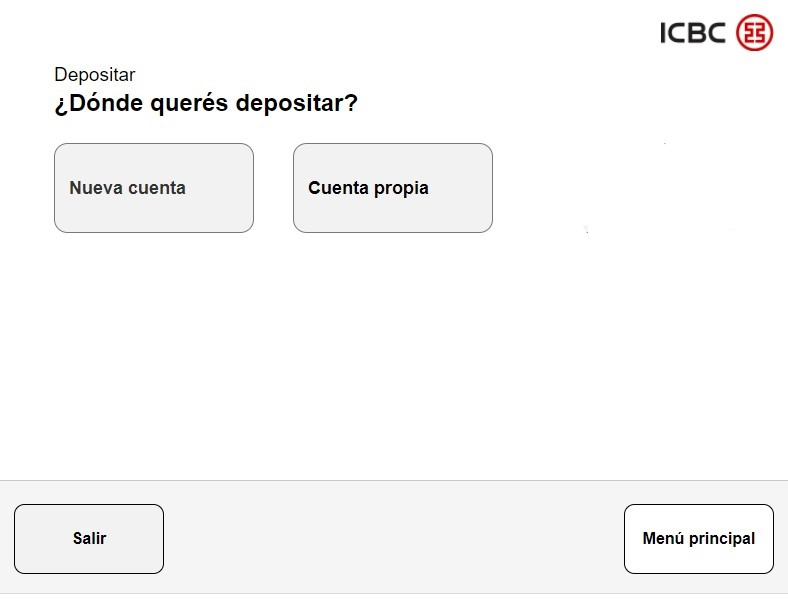 ICBC
Depositar
¿Dónde querés depositar?
Nueva cuenta
Cuenta propia
Salir
Menú principal